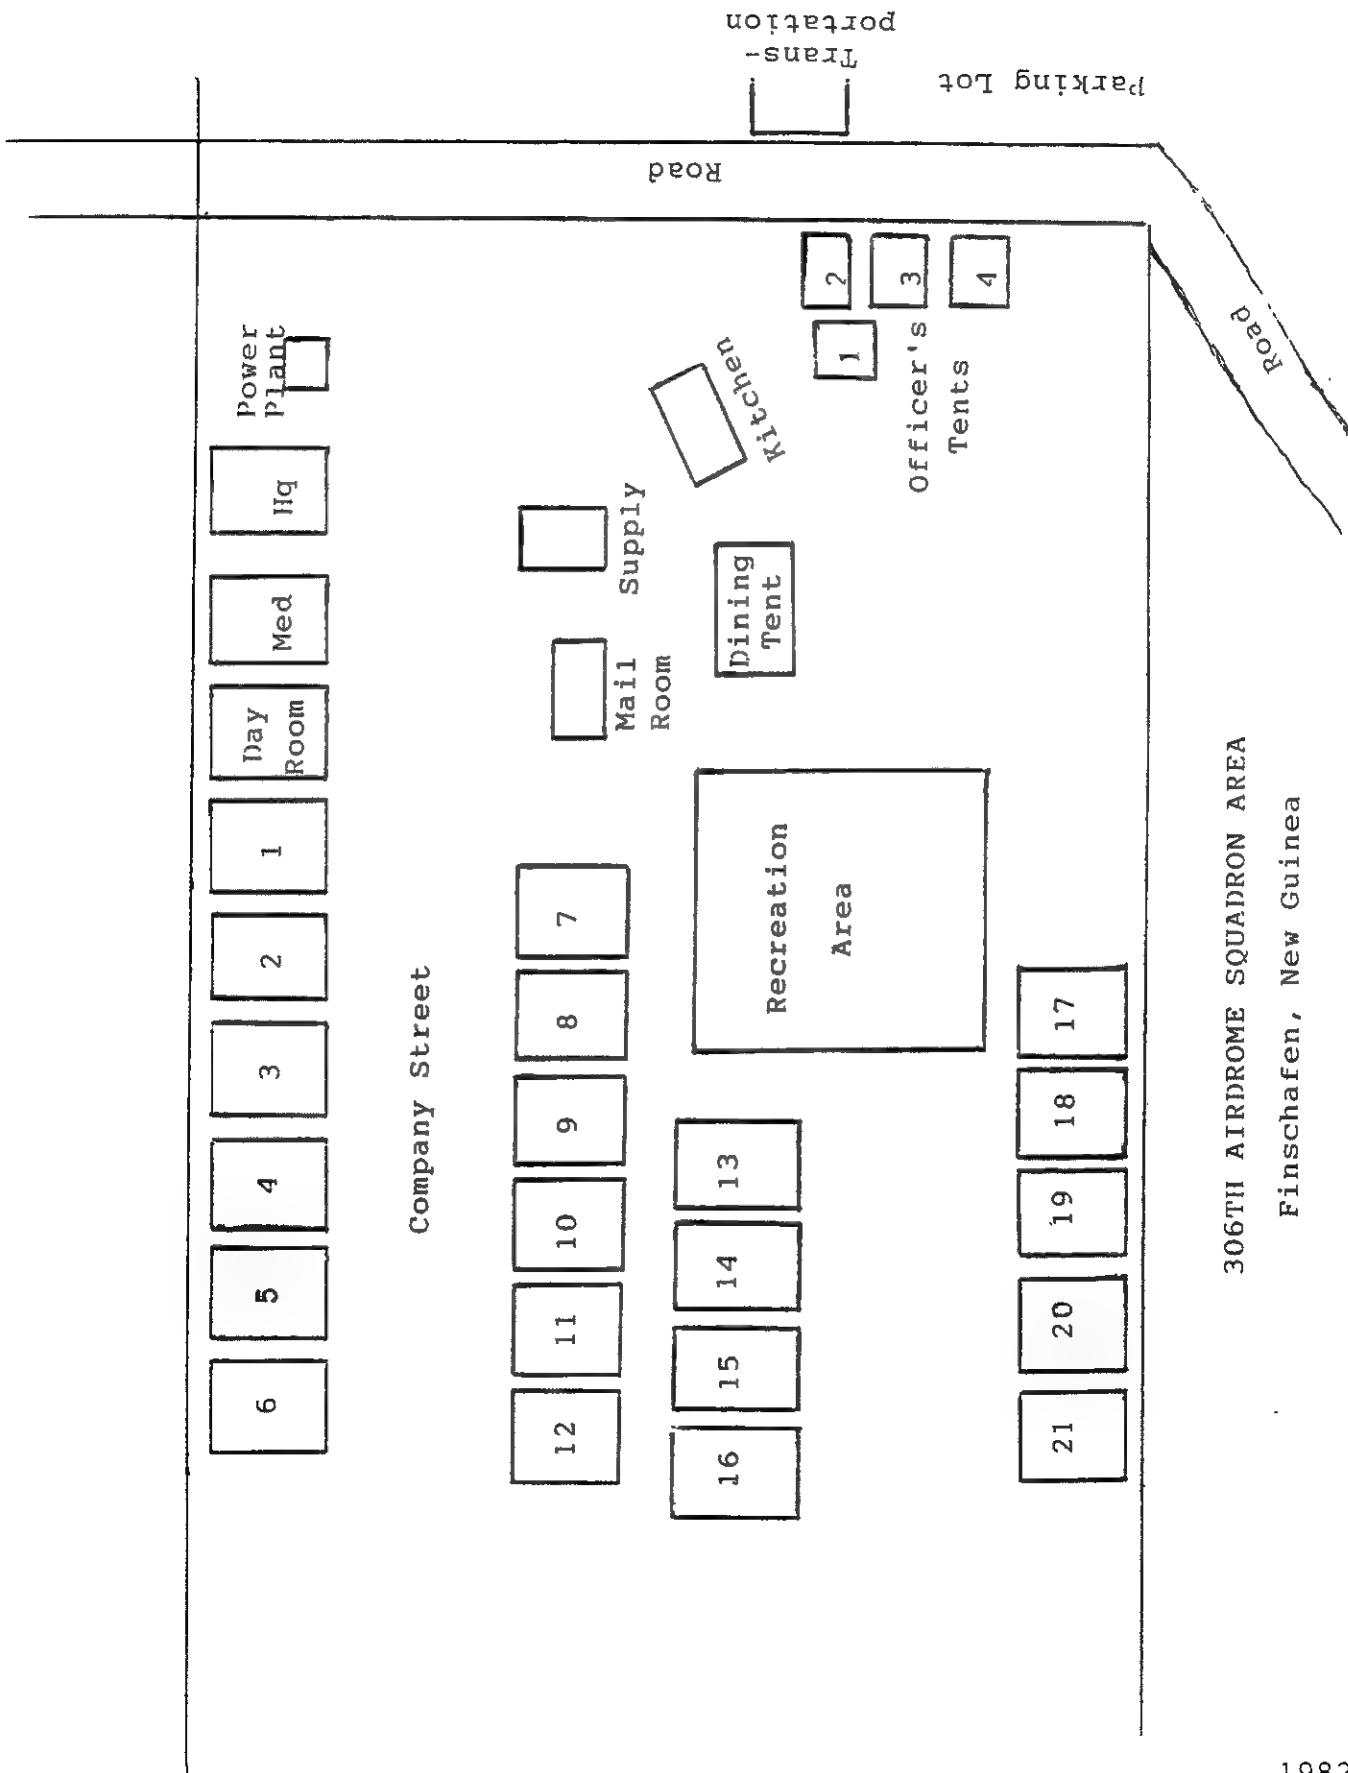 Trans-
portation
Parking Lot
Road
Road
Power
Plant
Hq
Med
Day
Room
1
2
3
4
5
6
Company Street
Supply
Mail
Room
7
8
9
10
11
12
Kitchen
Dining
Tent
Recreation
Area
13
14
15
16
1
2
3
4
Officer's
Tents
17
18
19
20
21
306TH AIRDROME SQUADRON AREA
Finschafen, New Guinea
1982